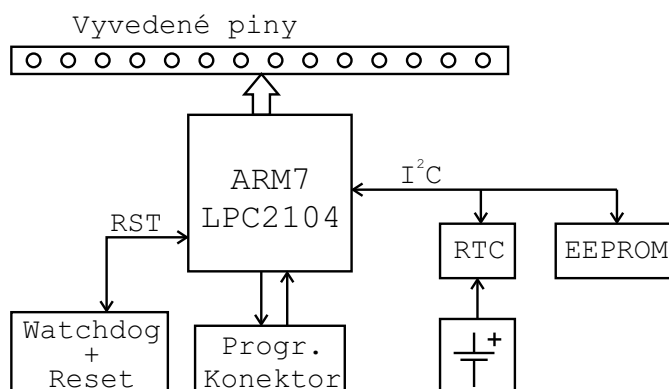 Vyvedené piny
ARM7
LPC2104
I²C
RST
RTC
EEPROM
Watchdog
+
Reset
Progr.
Konektor
+